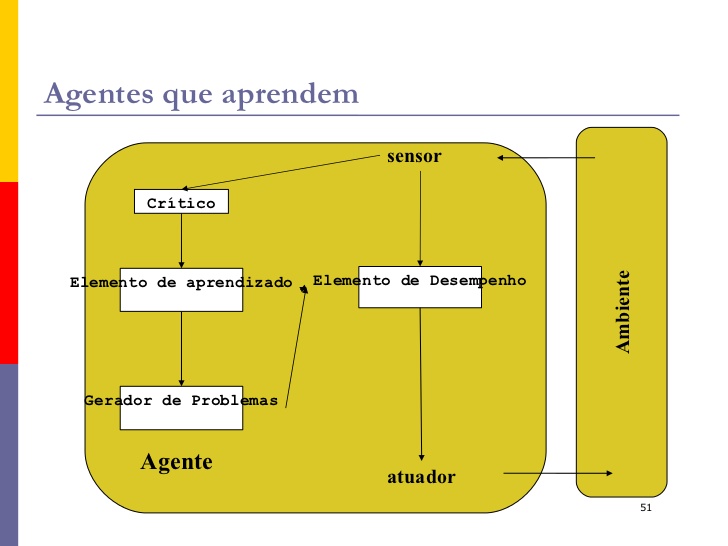 Agentes que aprendem
sensor
Crítico
Elemento de aprendizado
Elemento de Desempenho
Ambiente
Gerador de Problemas
Agente
atuador
51